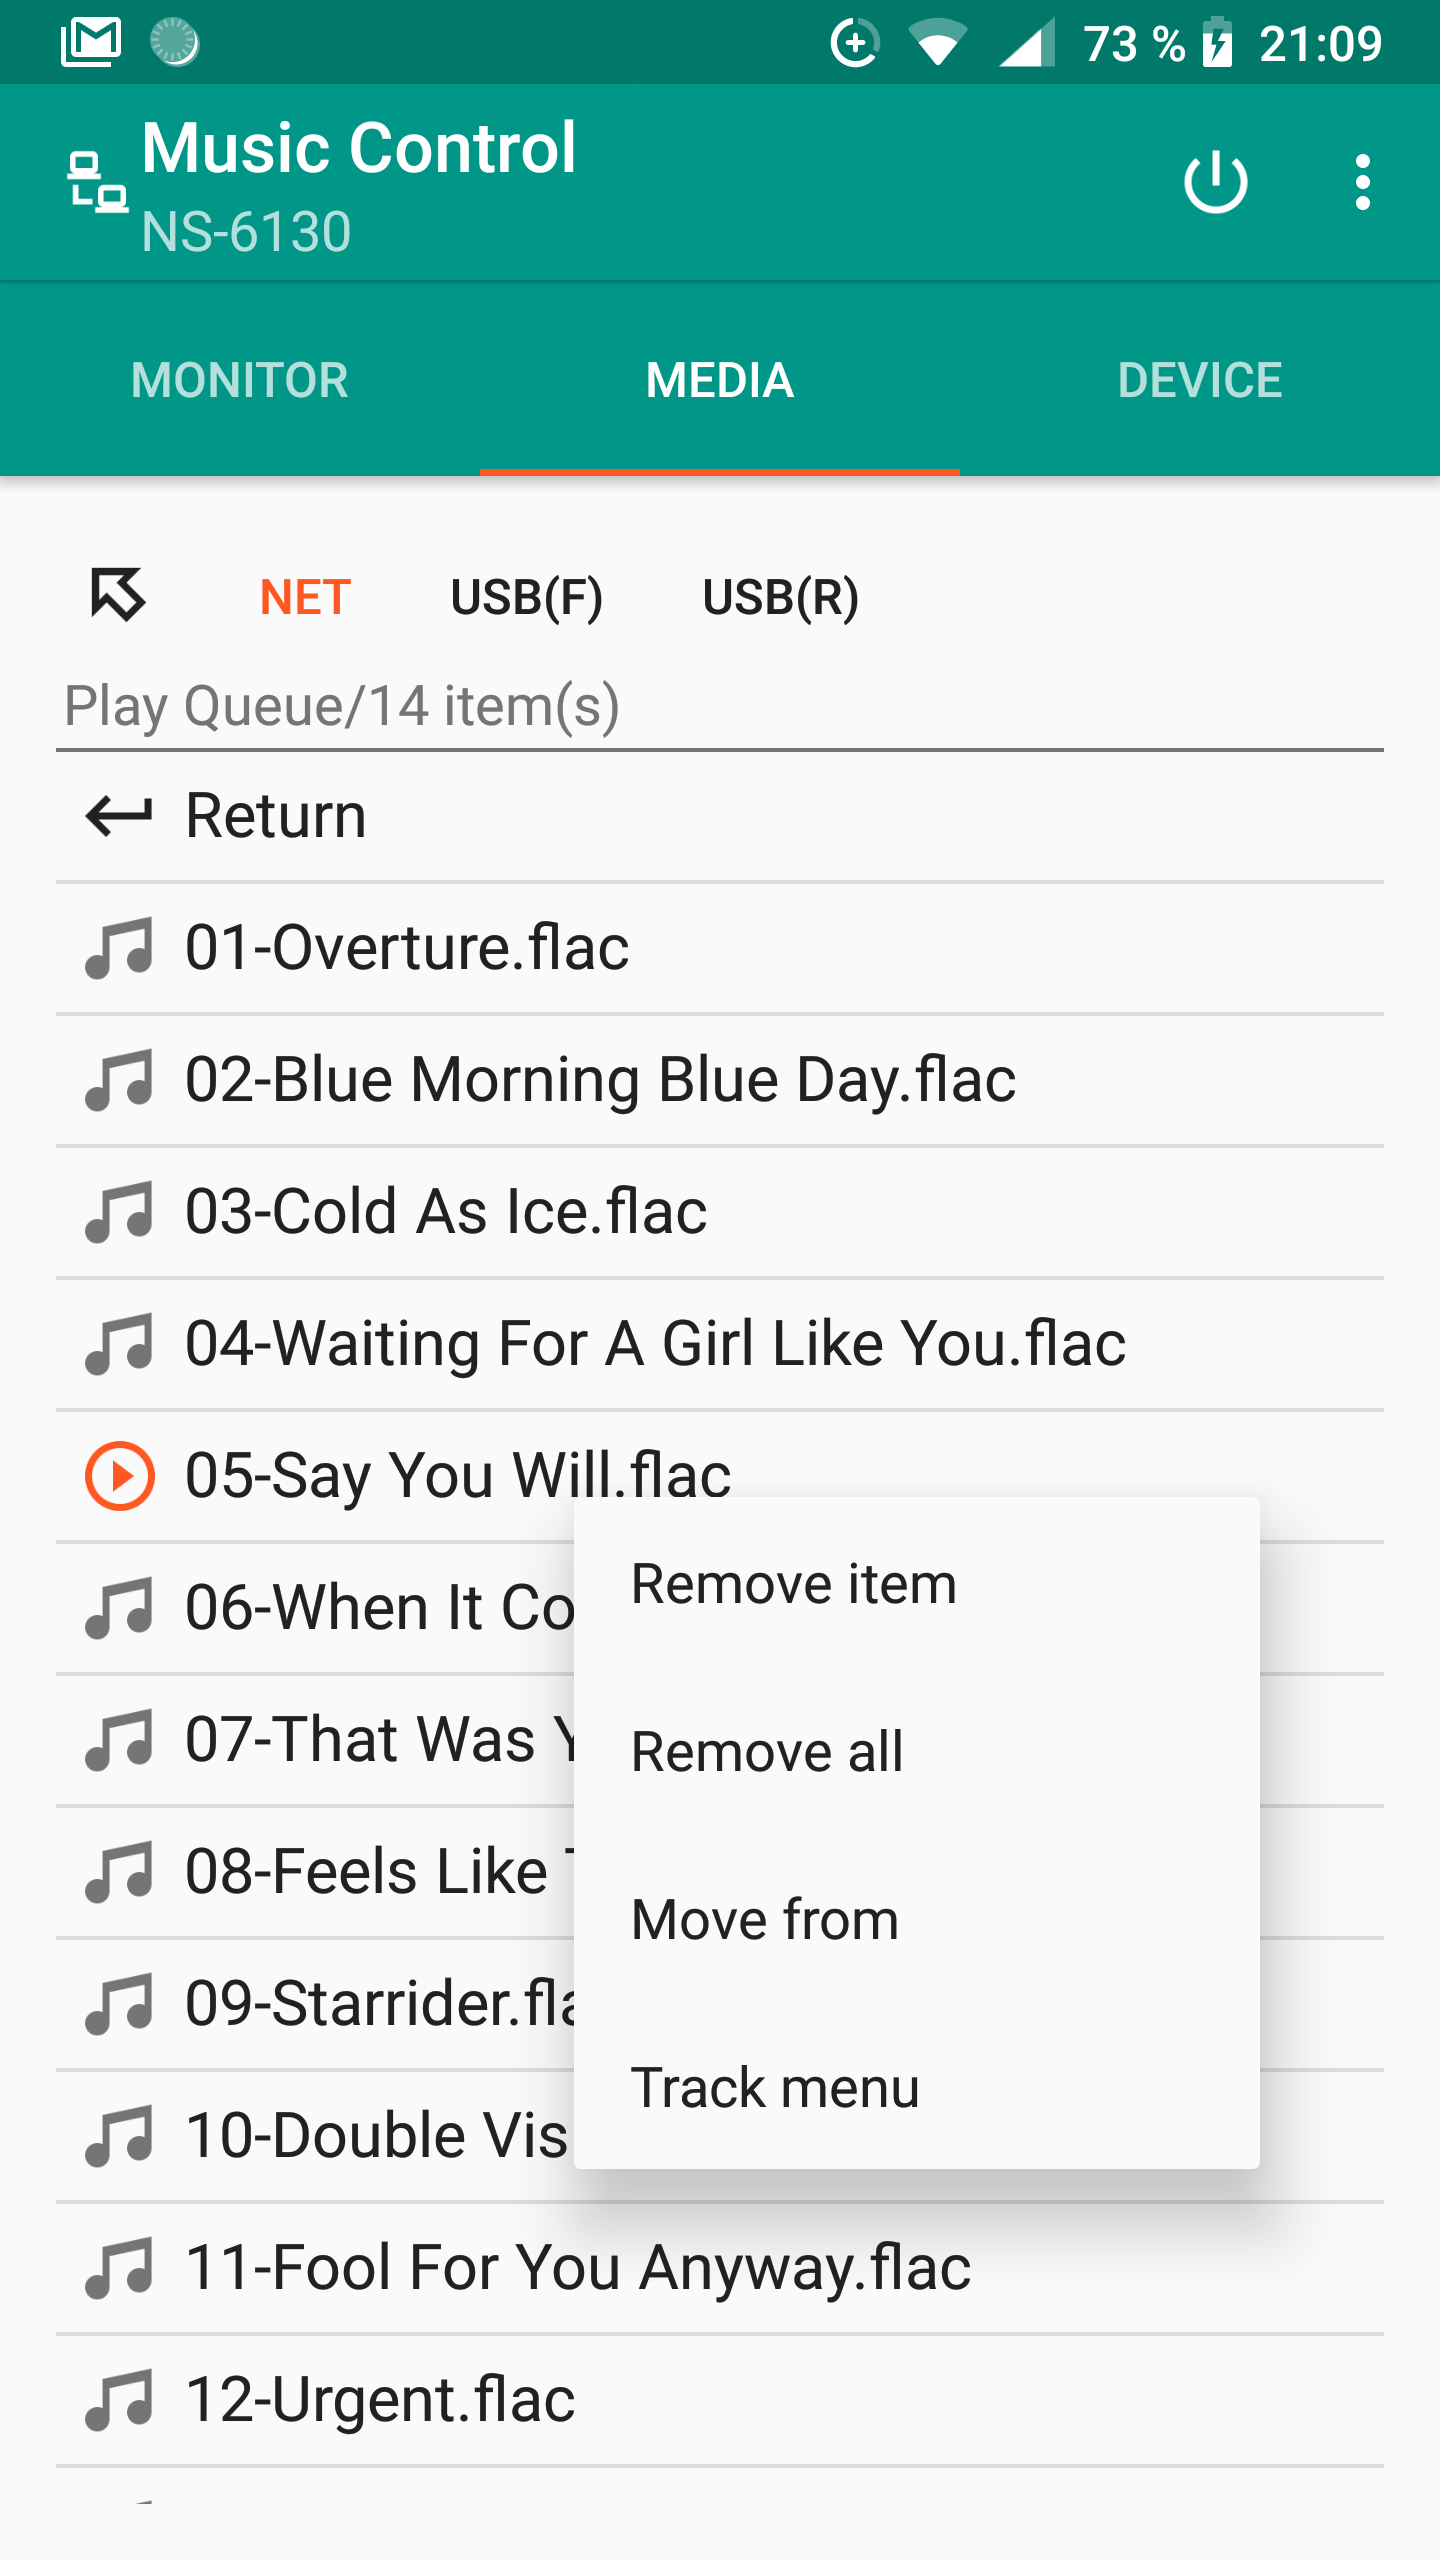 73 % 21:09
Music Control
NS-6130
MONITOR MEDIA DEVICE
NET USB(F) USB(R)
Play Queue/14 item(s)
Return
01-Overture.flac
02-Blue Morning Blue Day.flac
03-Cold As Ice.flac
04-Waiting For A Girl Like You.flac
05-Say You Will.flac
06-When It Co
07-That Was
08-Feels Like
09-Starrider.fla
10-Double Vis
11-Fool For You Anyway.flac
12-Urgent.flac
Remove item
Remove all
Move from
Track menu